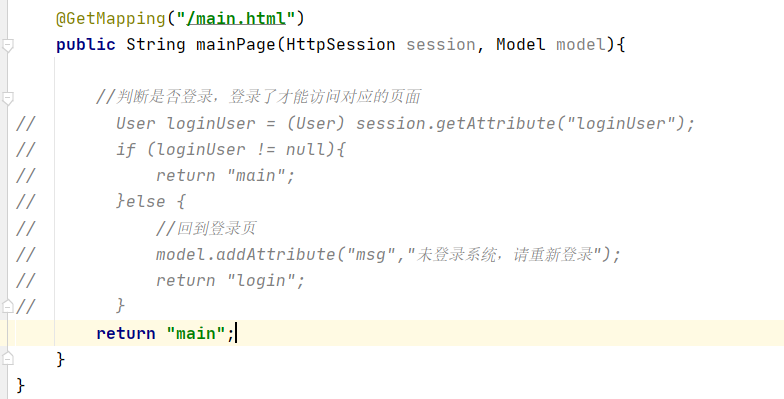 @GetMapping("/main.html")
public String mainPage(HttpSession session, Model model){
//判断是否登录，登录了才能访问对应的页面
//        User loginUser = (User) session.getAttribute("loginUser");
//        if (loginUser != null){
//            return "main";
//        }else {
//            //回到登录页
//            model.addAttribute("msg","未登录系统，请重新登录");
//            return "login";
//        }
return "main";
}
}